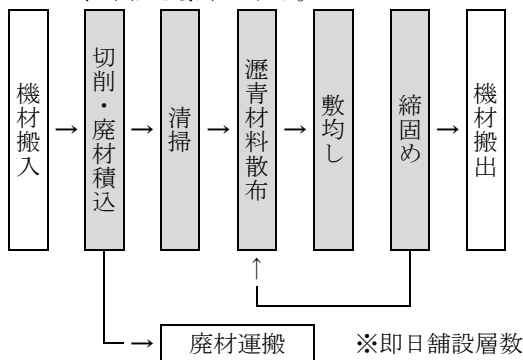 機材搬入
→
切削・廃材積込
→
清掃
→
瀝青材料散布
→
敷均し
→
締固め
→
機材搬出
↑
→
廃材運搬
※即日舗設層数